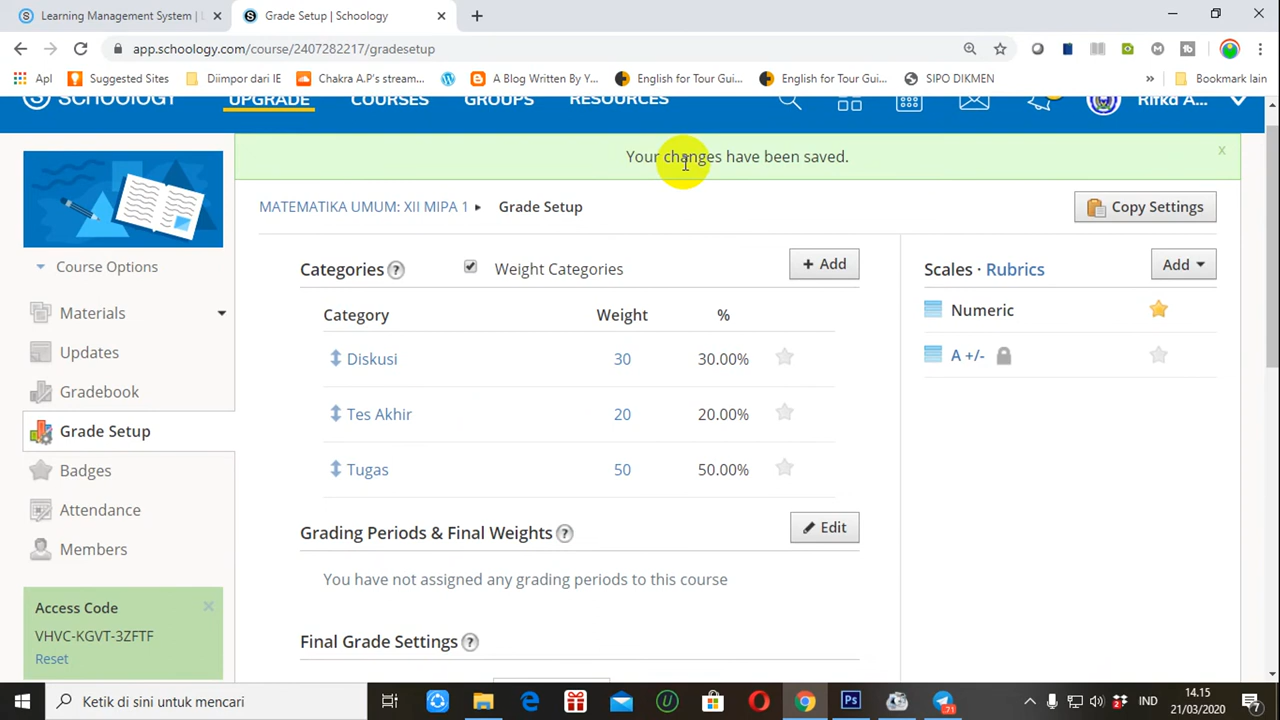 Learning Management System | L
Grade Setup | Schoology
app.schoology.com/course/2407282217/gradesetup
Apl
Suggested Sites
Diimpor dari IE
Chakra A.P's stream...
A Blog Written By Y...
English for Tour Gui...
English for Tour Gui...
SIPO DIKMEN
Bookmark lain
SCHOOLOGY
UPGRADE
COURSES
GROUPS
RESOURCES
Rifka A...
Your changes have been saved.
x
MATEMATIKA UMUM: XII MIPA 1
Grade Setup
Copy Settings
Course Options
Materials
Updates
Gradebook
Grade Setup
Badges
Attendance
Members
Access Code
VHVC-KGVT-3ZFTF
Reset
Categories ?
Weight Categories
+ Add
Category Weight %
Diskusi 30 30.00%
Tes Akhir 20 20.00%
Tugas 50 50.00%
Grading Periods & Final Weights ?
Edit
You have not assigned any grading periods to this course
Final Grade Settings ?
Scales · Rubrics
Add
Numeric
A +/-
Ketik di sini untuk mencari
71
IND
14.15
21/03/2020
7